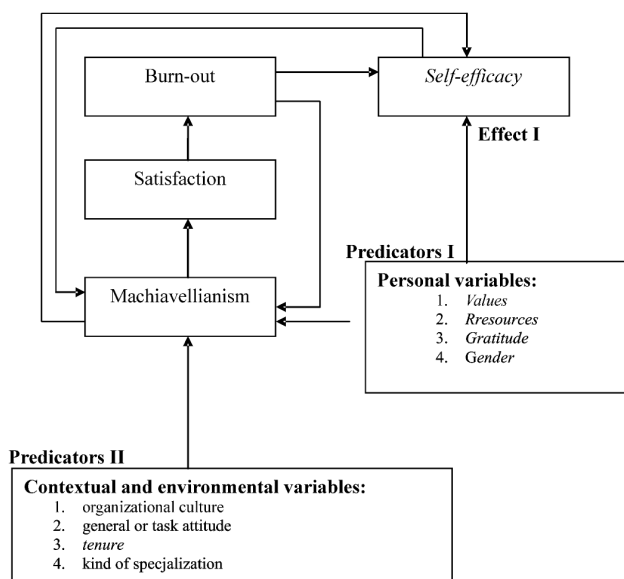 Burn-out
Self-efficacy
Effect I
Satisfaction
Predicators I
Machiavellianism
Personal variables:
1. Values
2. Rresources
3. Gratitude
4. Gender
Predicators II
Contextual and environmental variables:
1. organizational culture
2. general or task attitude
3. tenure
4. kind of specjalization